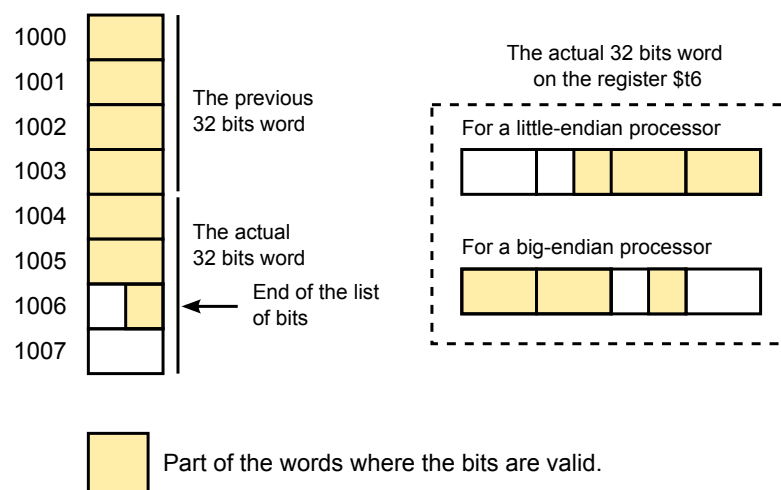 1000
1001
1002
1003
1004
1005
1006
1007
The previous
32 bits word
The actual
32 bits word
End of the list
of bits
The actual 32 bits word
on the register $t6
For a little-endian processor
For a big-endian processor
Part of the words where the bits are valid.